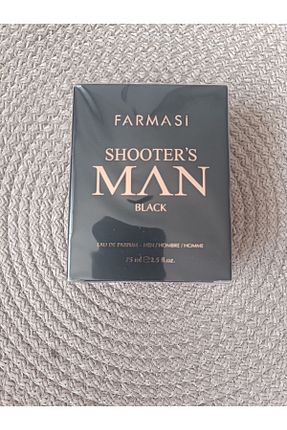 FARMASi
SHOOTER'S
MAN
BLACK
EAU DE PARFUM - MEN / HOMBRE / HOMME
75 ml ℮ 2.5 fl.oz.